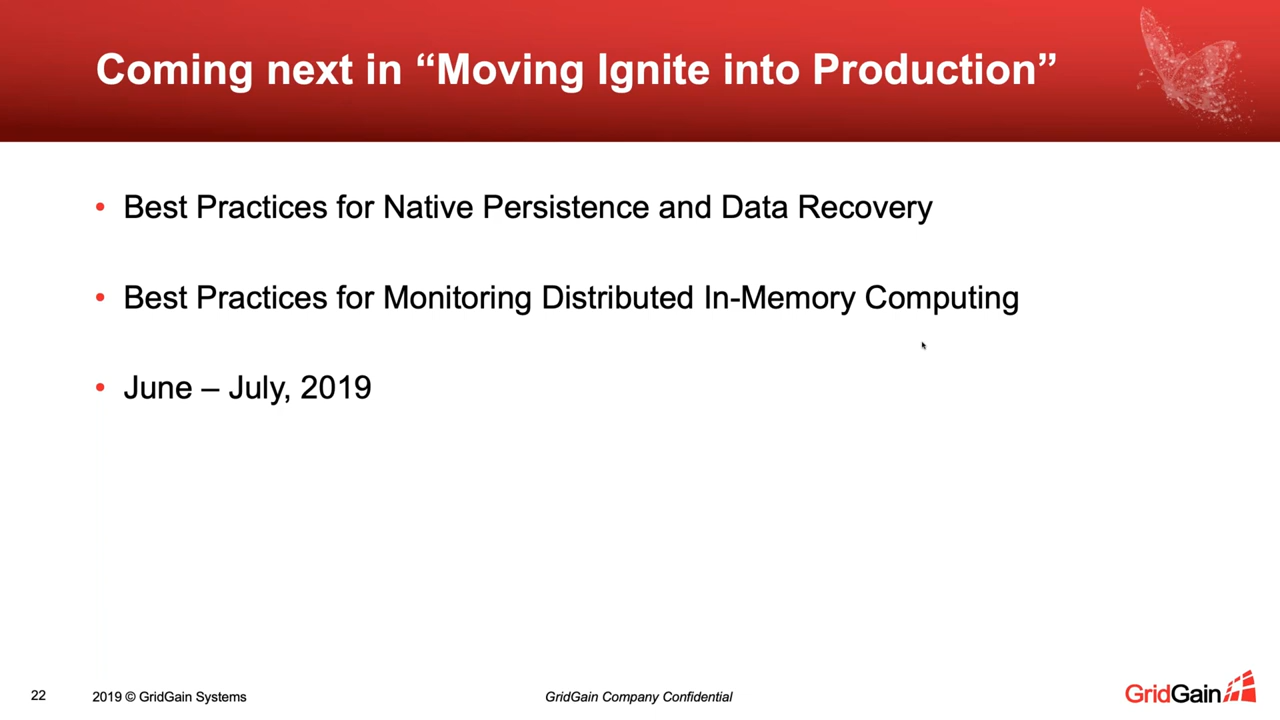 Coming next in “Moving Ignite into Production”
• Best Practices for Native Persistence and Data Recovery
• Best Practices for Monitoring Distributed In-Memory Computing
• June – July, 2019
22
2019 © GridGain Systems
GridGain Company Confidential
GridGain